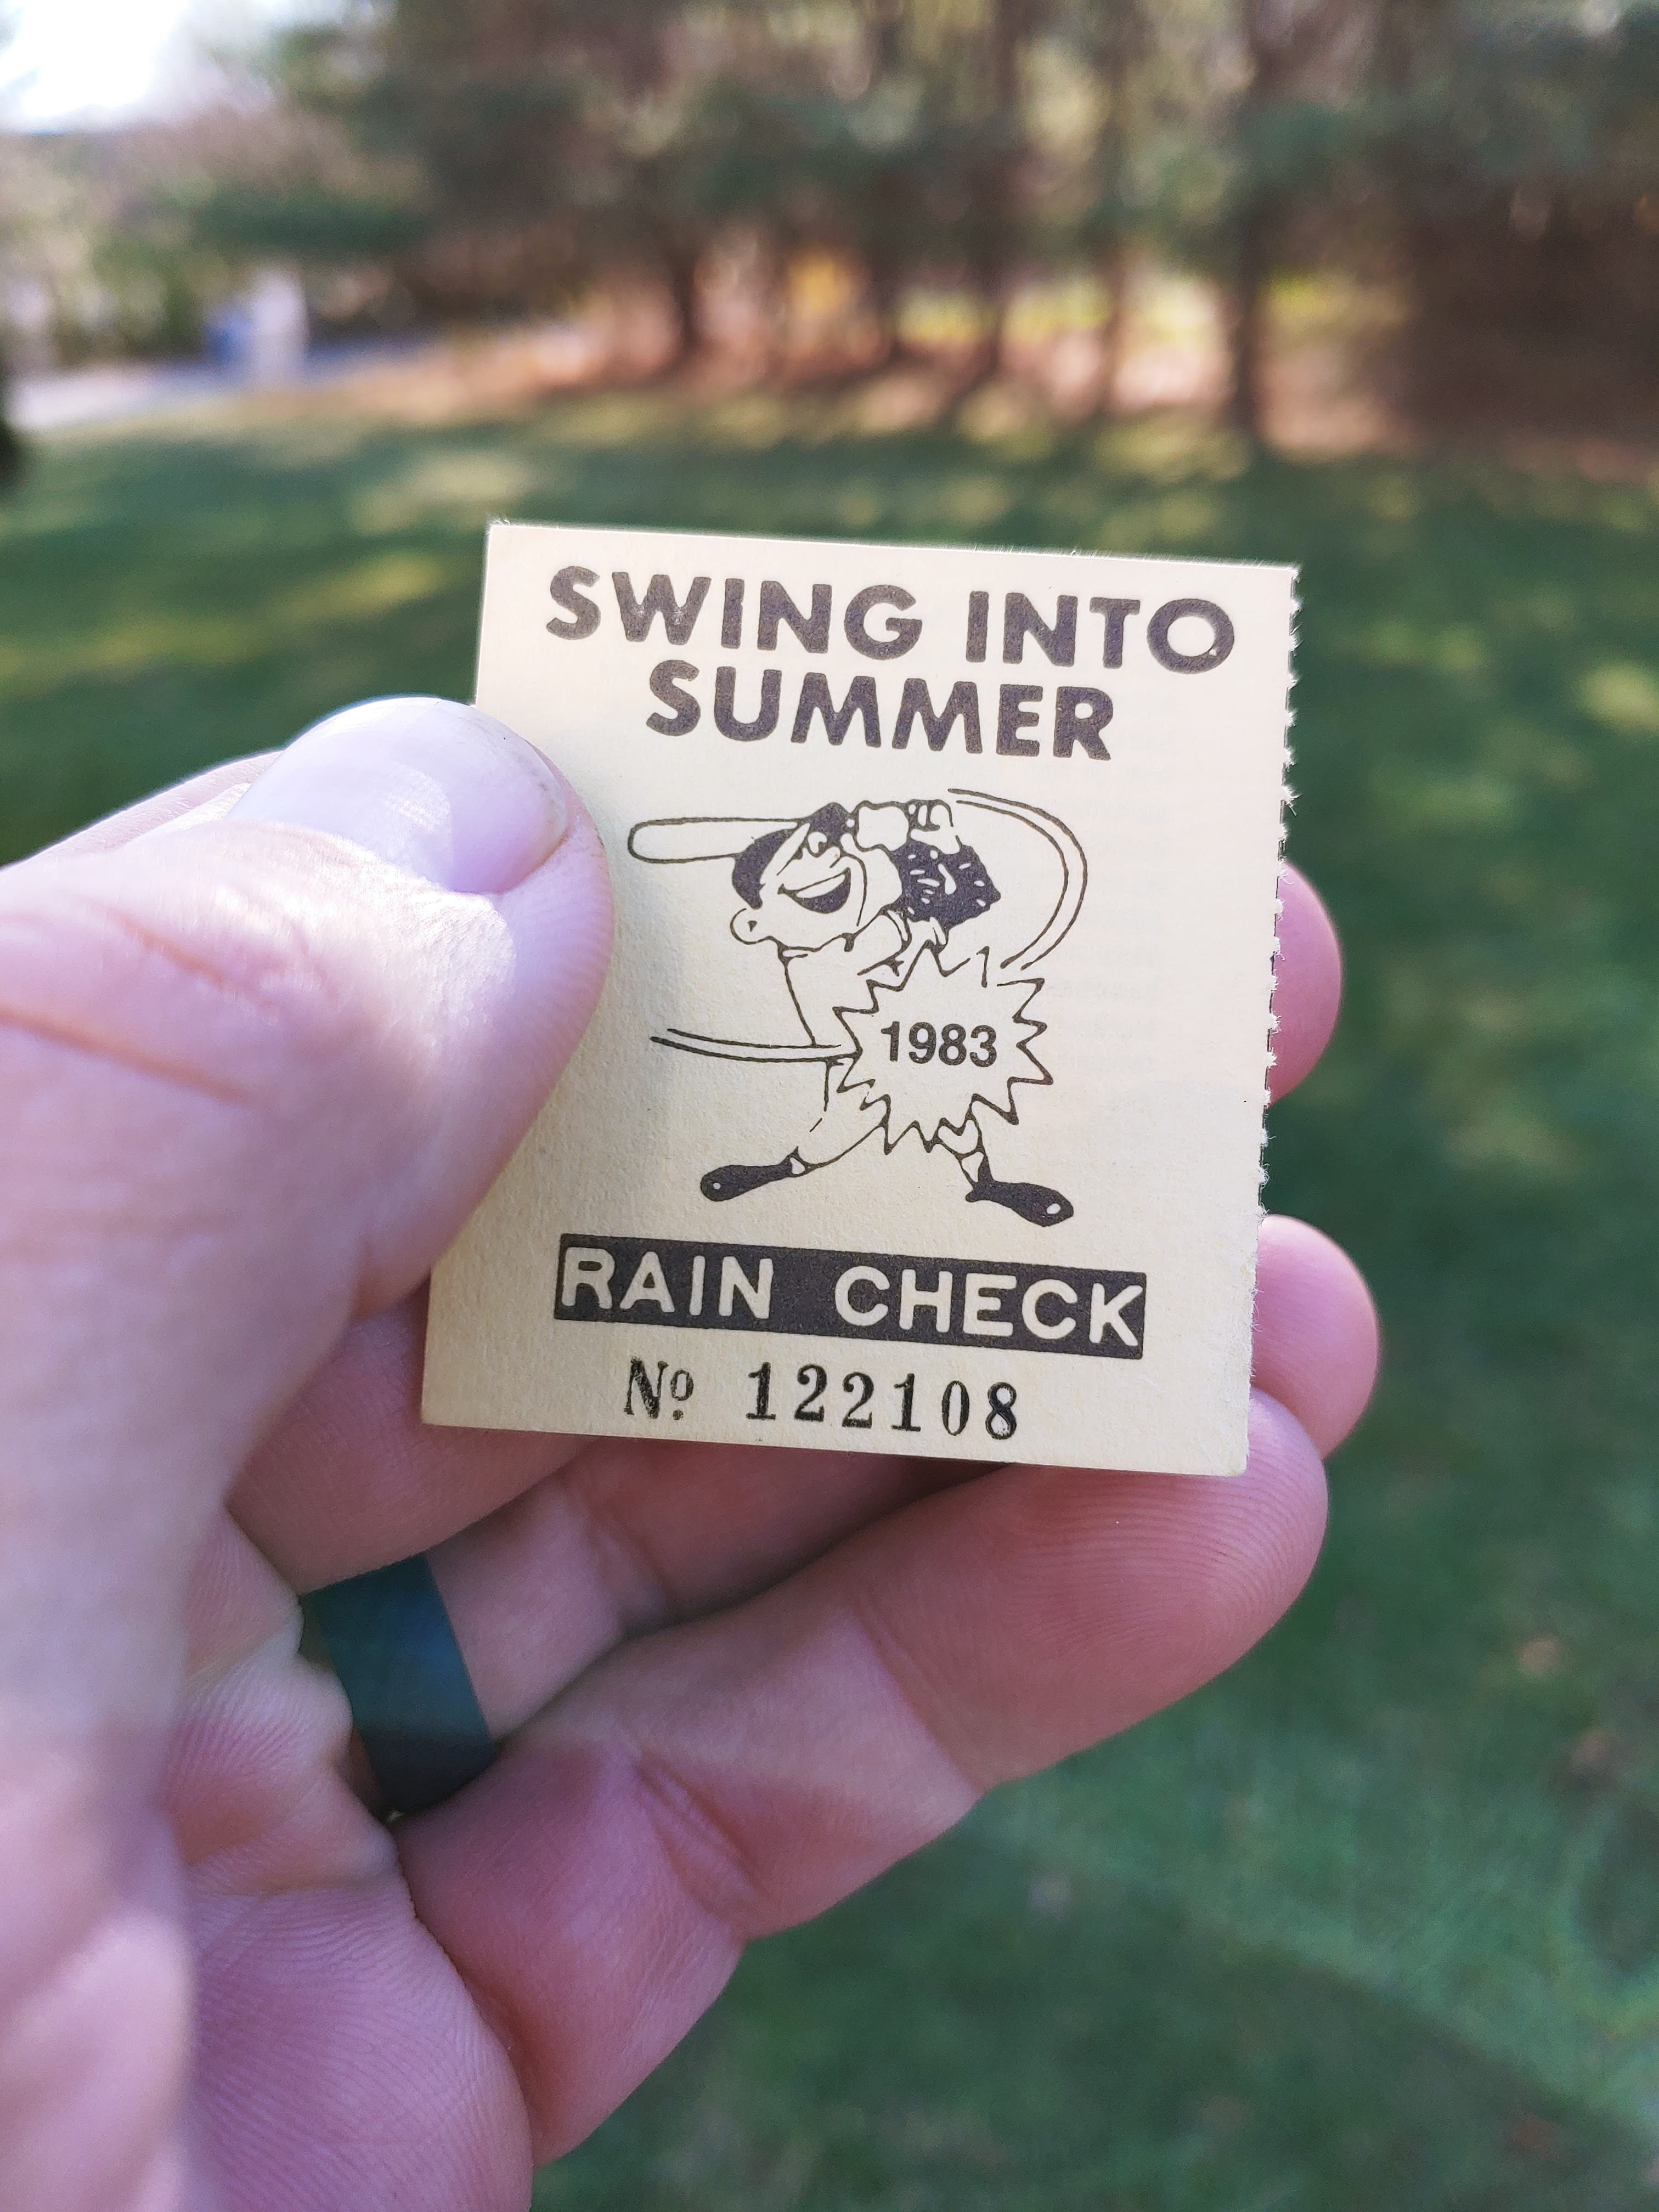 SWING INTO
SUMMER
1983
RAIN CHECK
Nº 122108